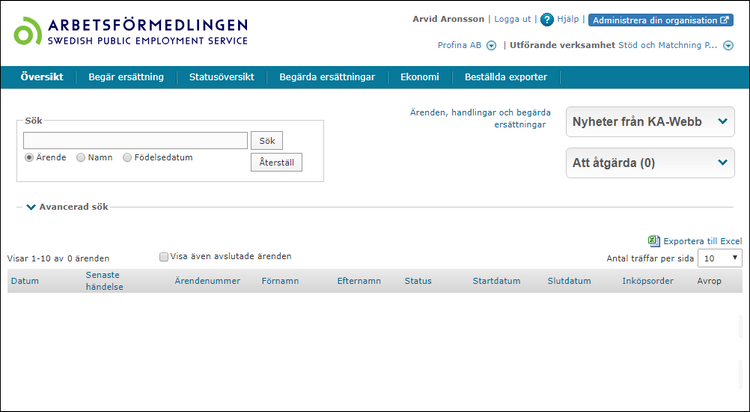 ARBETSFÖRMEDLINGEN
SWEDISH PUBLIC EMPLOYMENT SERVICE
Arvid Aronsson | Logga ut | ? Hjälp | Administrera din organisation
Profina AB | Utförande verksamhet Stöd och Matchning P...
Översikt Begär ersättning Statusöversikt Begärda ersättningar Ekonomi Beställda exporter
Sök
Sök
Ärende Namn Födelsedatum
Återställ
Ärenden, handlingar och begärda
ersättningar
Nyheter från KA-Webb
Att åtgärda (0)
Avancerad sök
Exportera till Excel
Visar 1-10 av 0 ärenden Visa även avslutade ärenden Antal träffar per sida 10
Datum Senaste händelse Ärendenummer Förnamn Efternamn Status Startdatum Slutdatum Inköpsorder Avrop